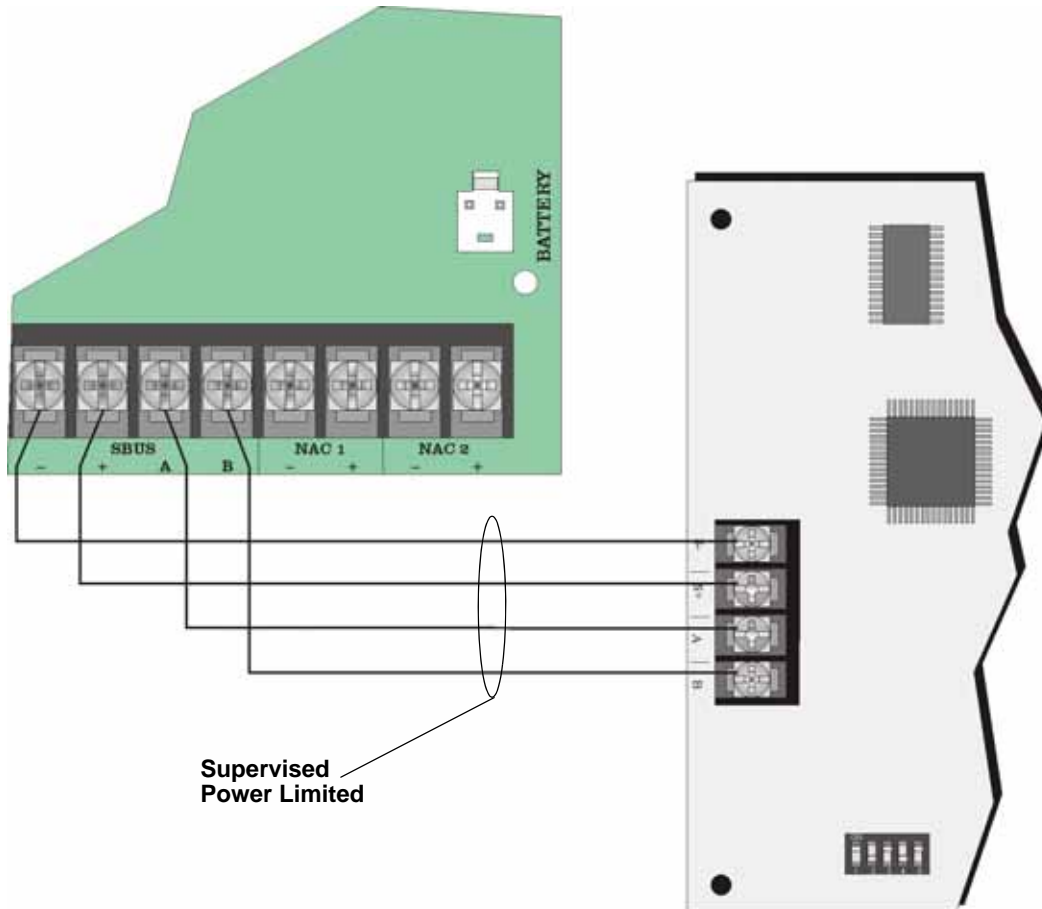 BATTERY
SBUS NAC 1 NAC 2
- + A B - + - +
A
B
Supervised
Power Limited